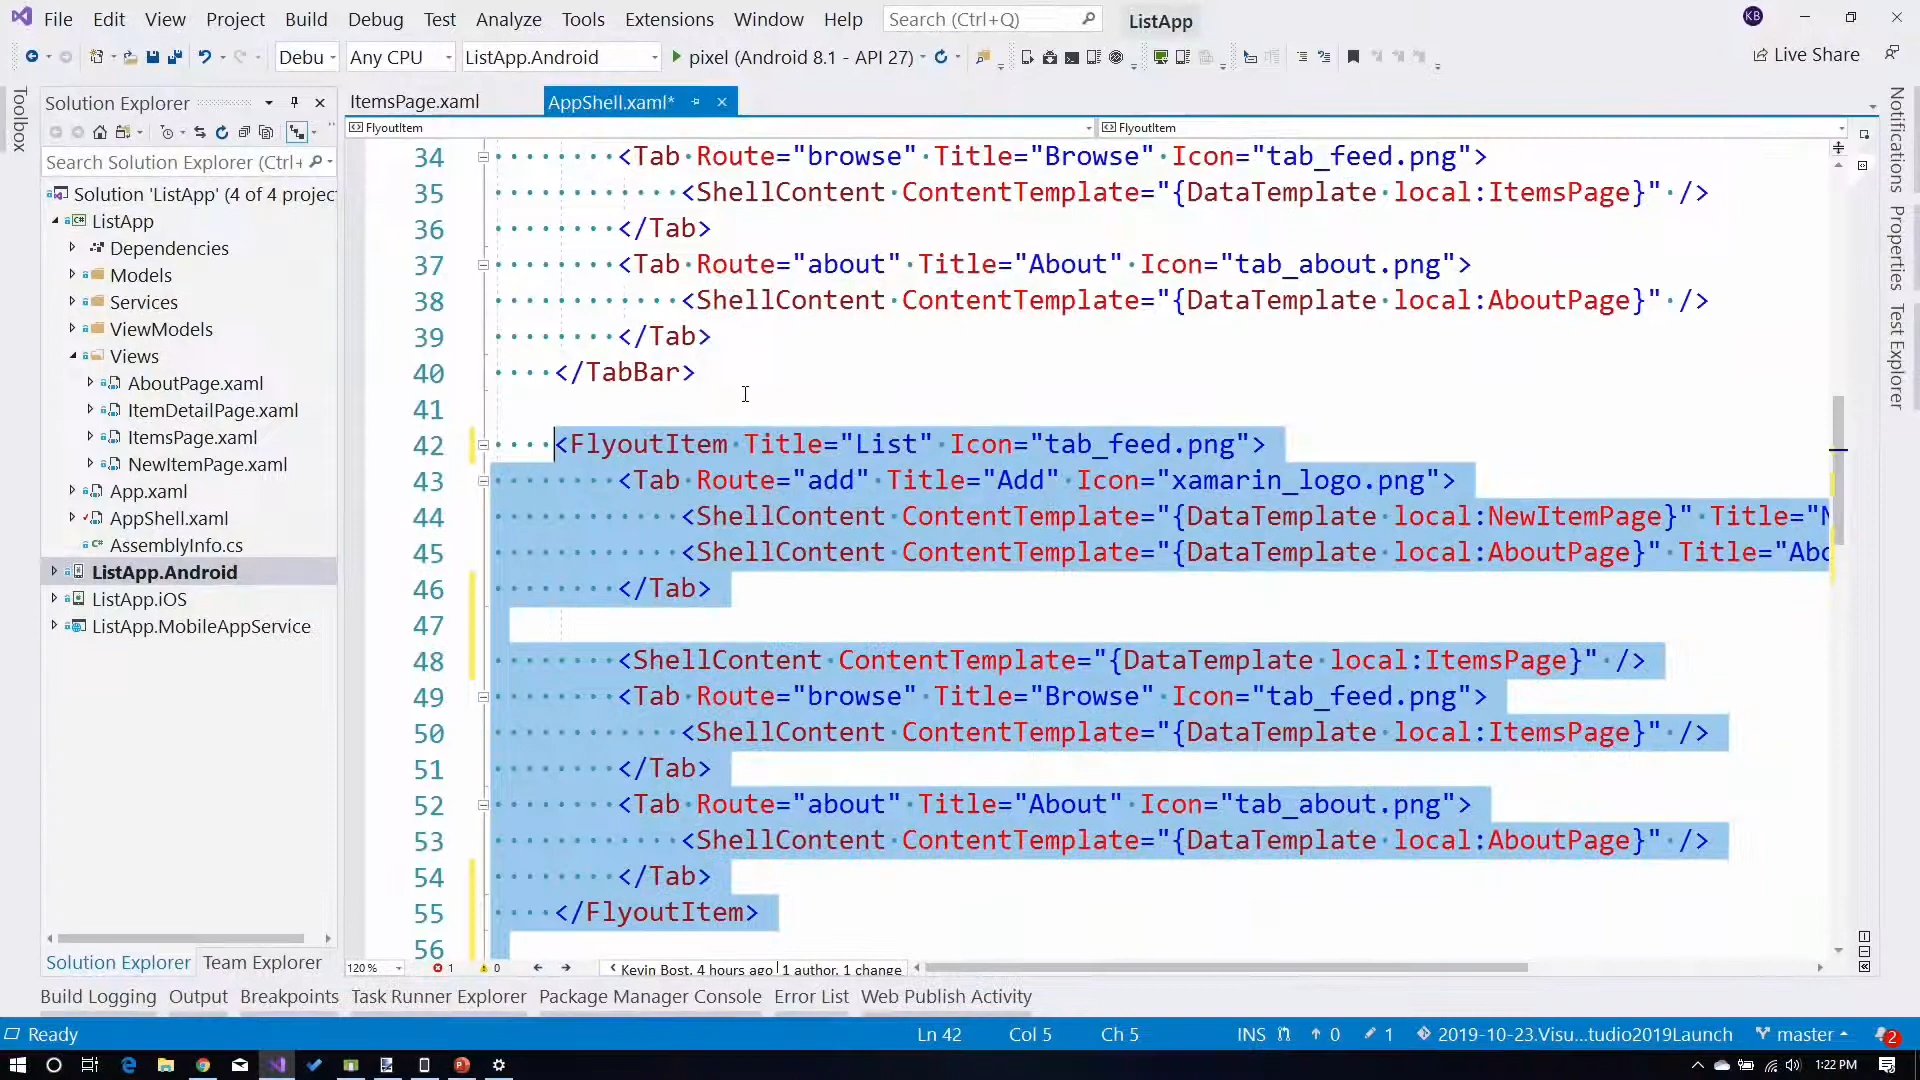 File Edit View Project Build Debug Test Analyze Tools Extensions Window Help Search (Ctrl+Q) ListApp KB
Debu Any CPU ListApp.Android pixel (Android 8.1 - API 27) Live Share
Toolbox
Solution Explorer
Search Solution Explorer (Ctrl+
Solution 'ListApp' (4 of 4 projec
ListApp
Dependencies
Models
Services
ViewModels
Views
AboutPage.xaml
ItemDetailPage.xaml
ItemsPage.xaml
NewItemPage.xaml
App.xaml
AppShell.xaml
AssemblyInfo.cs
ListApp.Android
ListApp.iOS
ListApp.MobileAppService
Solution Explorer Team Explorer
ItemsPage.xaml AppShell.xaml*
FlyoutItem FlyoutItem
34 <Tab Route="browse" Title="Browse" Icon="tab_feed.png">
35 <ShellContent ContentTemplate="{DataTemplate local:ItemsPage}" />
36 </Tab>
37 <Tab Route="about" Title="About" Icon="tab_about.png">
38 <ShellContent ContentTemplate="{DataTemplate local:AboutPage}" />
39 </Tab>
40 </TabBar>
41
42 <FlyoutItem Title="List" Icon="tab_feed.png">
43 <Tab Route="add" Title="Add" Icon="xamarin_logo.png">
44 <ShellContent ContentTemplate="{DataTemplate local:NewItemPage}" Title="N
45 <ShellContent ContentTemplate="{DataTemplate local:AboutPage}" Title="Abo
46 </Tab>
47
48 <ShellContent ContentTemplate="{DataTemplate local:ItemsPage}" />
49 <Tab Route="browse" Title="Browse" Icon="tab_feed.png">
50 <ShellContent ContentTemplate="{DataTemplate local:ItemsPage}" />
51 </Tab>
52 <Tab Route="about" Title="About" Icon="tab_about.png">
53 <ShellContent ContentTemplate="{DataTemplate local:AboutPage}" />
54 </Tab>
55 </FlyoutItem>
56
120 % 1 0 Kevin Bost, 4 hours ago | 1 author, 1 change
Notifications
Properties
Test Explorer
Build Logging Output Breakpoints Task Runner Explorer Package Manager Console Error List Web Publish Activity
Ready Ln 42 Col 5 Ch 5 INS 0 1 2019-10-23.Visu...tudio2019Launch master 2
1:22 PM